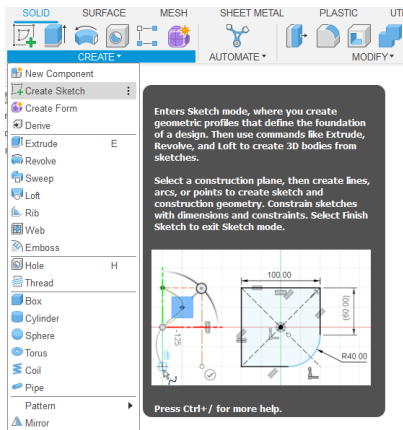 SOLID SURFACE MESH SHEET METAL PLASTIC UTI
CREATE AUTOMATE MODIFY
New Component
Create Sketch
Create Form
Derive
Extrude E
Revolve
Sweep
Loft
Rib
Web
Emboss
Hole H
Thread
Box
Cylinder
Sphere
Torus
Coil
Pipe
Pattern
Mirror
Enters Sketch mode, where you create
geometric profiles that define the foundation
of a design. Then use commands like Extrude,
Revolve, and Loft to create 3D bodies from
sketches.
Select a construction plane, then create lines,
arcs, or points to create sketch and
construction geometry. Constrain sketches
with dimensions and constraints. Select Finish
Sketch to exit Sketch mode.
100.00
(60.00)
-125
R40.00
Press Ctrl+/ for more help.